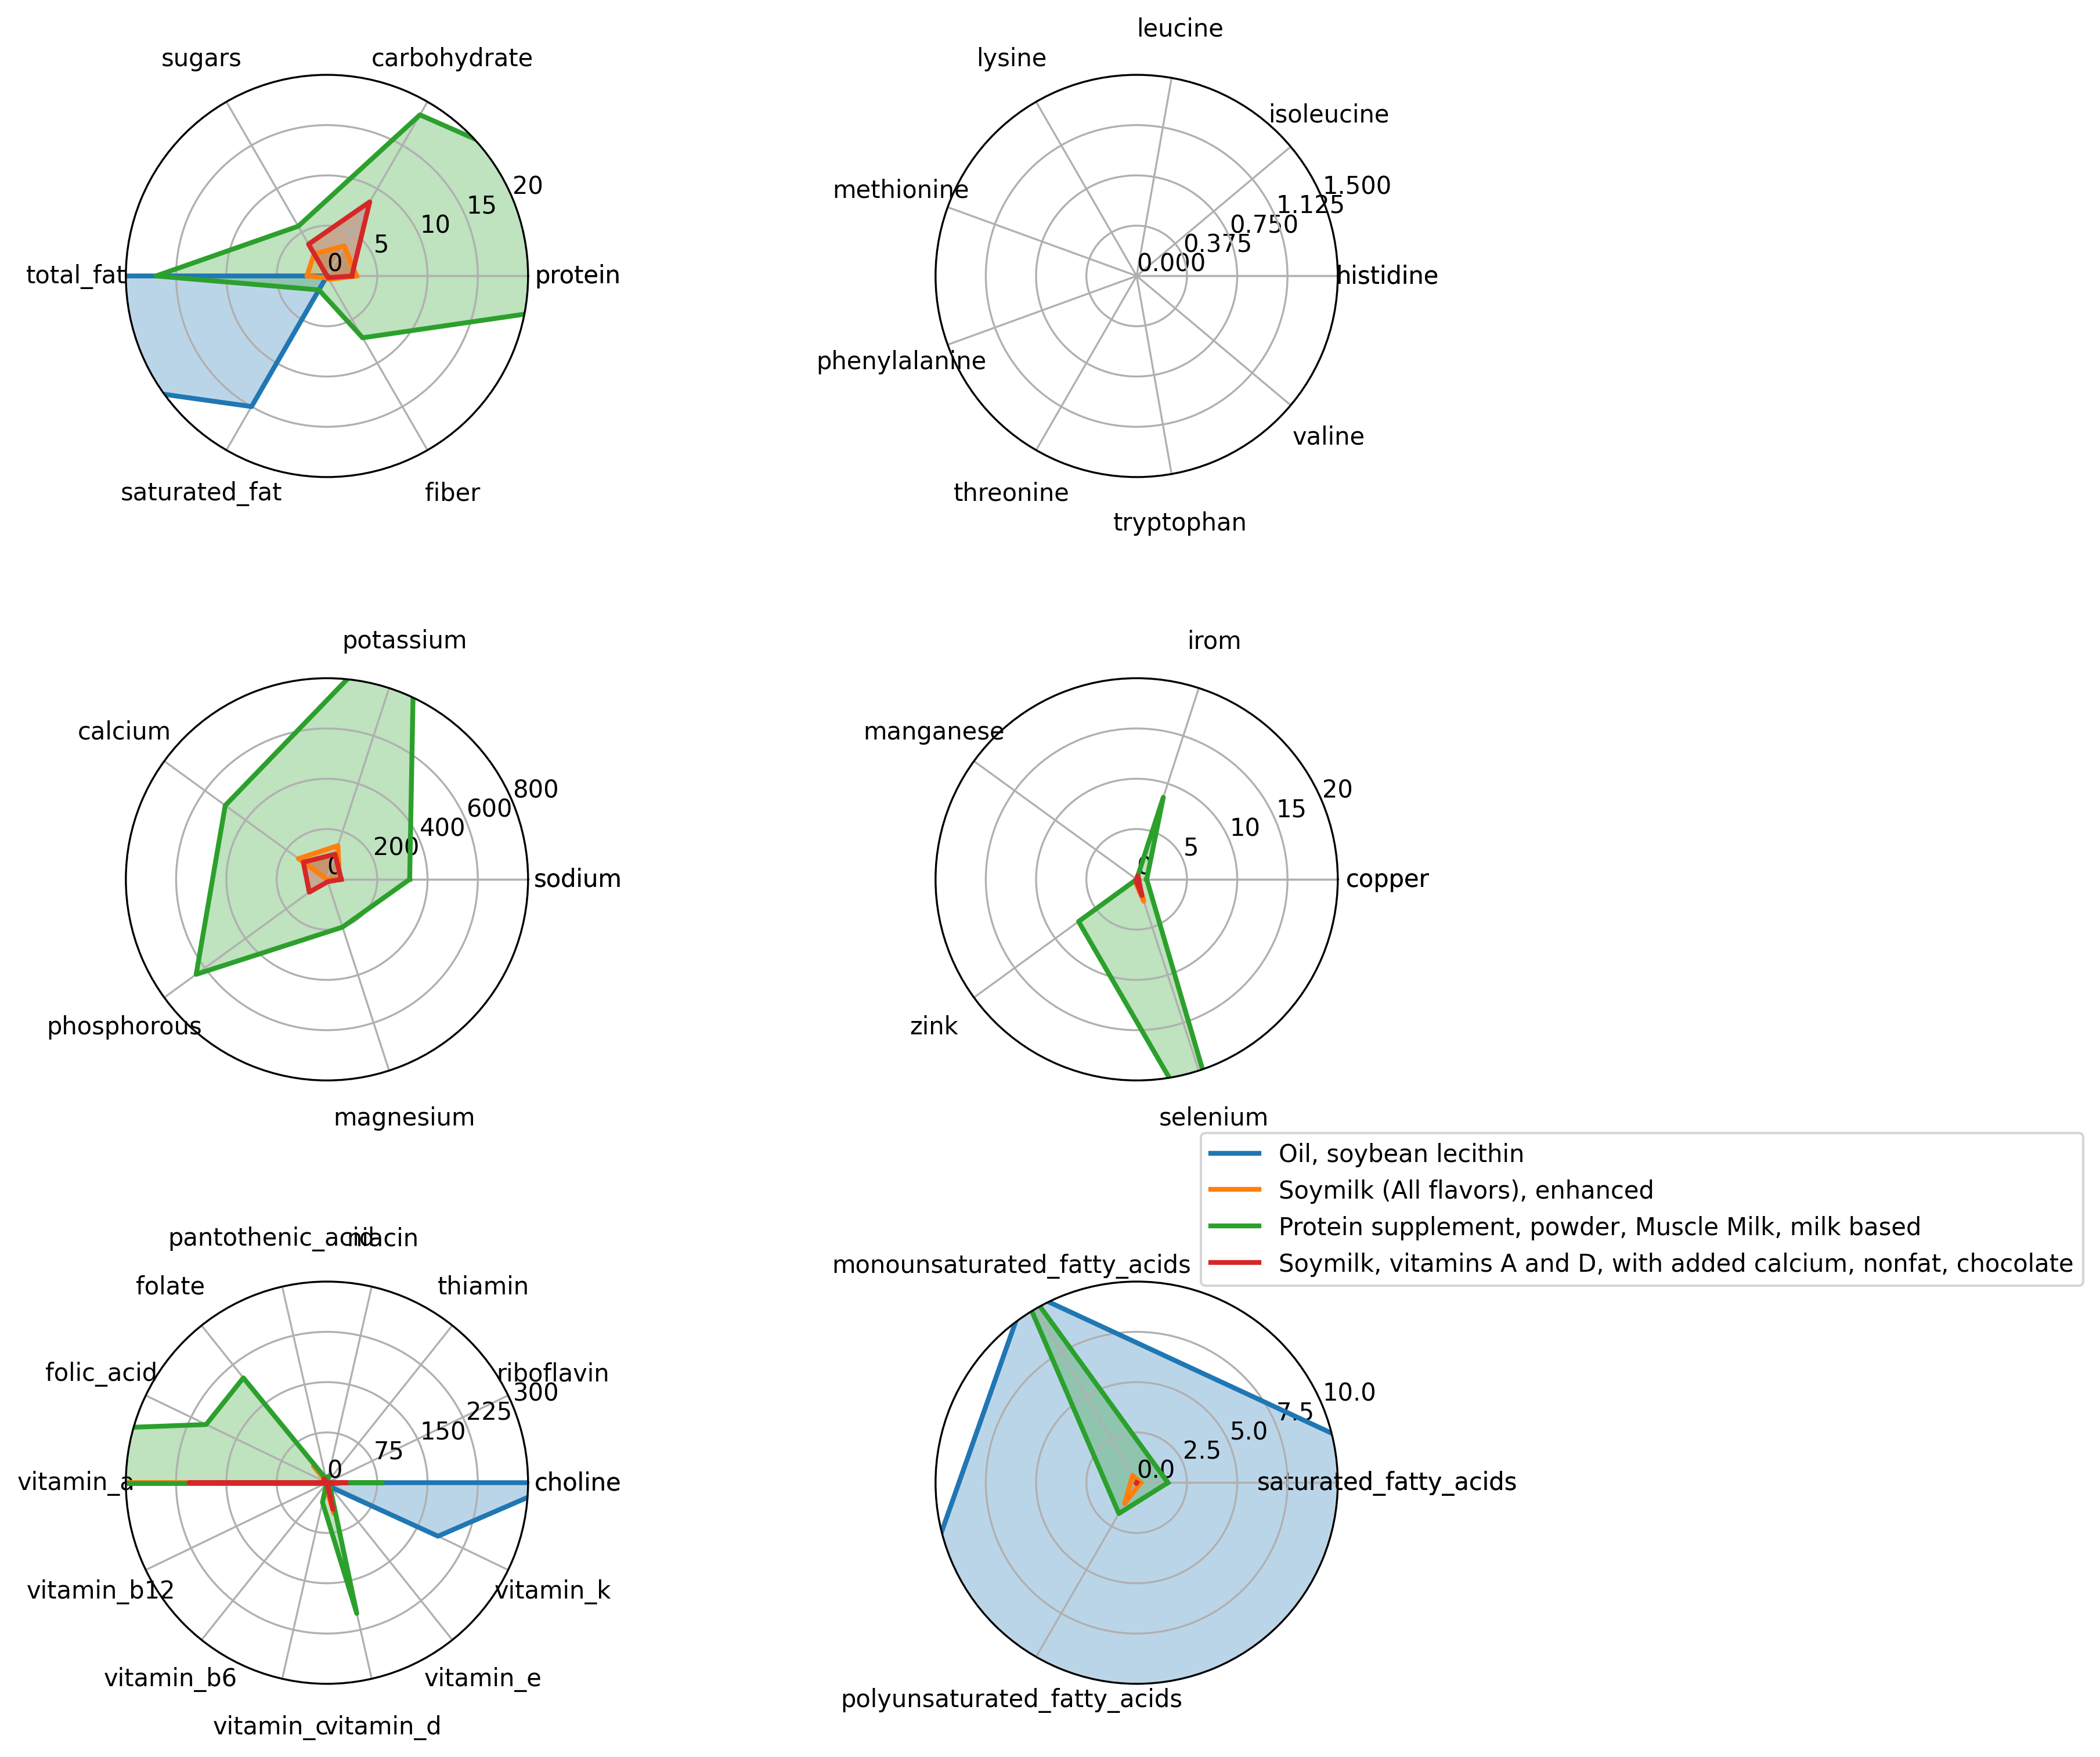 leucine
sugars
carbohydrate
lysine
isoleucine
methionine
20
15
10
5
0
total_fat
protein
1.500
1.125
0.750
0.375
0.000
histidine
phenylalanine
valine
saturated_fat
fiber
threonine
tryptophan
potassium
irom
calcium
manganese
800
600
400
200
0
sodium
20
15
10
5
0
copper
phosphorous
zink
magnesium
selenium
Oil, soybean lecithin
Soymilk (All flavors), enhanced
Protein supplement, powder, Muscle Milk, milk based
Soymilk, vitamins A and D, with added calcium, nonfat, chocolate
pantothenic_acid
niacin
folate
thiamin
folic_acid
riboflavin
300
225
150
75
0
vitamin_a
choline
vitamin_b12
vitamin_k
vitamin_b6
vitamin_e
vitamin_c
vitamin_d
monounsaturated_fatty_acids
10.0
7.5
5.0
2.5
0.0
saturated_fatty_acids
polyunsaturated_fatty_acids